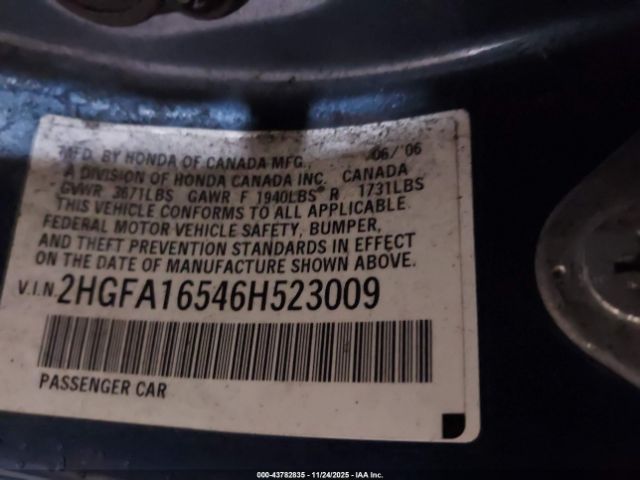 MFD. BY HONDA OF CANADA MFG., 06/'06
A DIVISION OF HONDA CANADA INC. CANADA
GVWR 3671LBS GAWR F 1940LBS R 1731LBS
THIS VEHICLE CONFORMS TO ALL APPLICABLE
FEDERAL MOTOR VEHICLE SAFETY, BUMPER,
AND THEFT PREVENTION STANDARDS IN EFFECT
ON THE DATE OF MANUFACTURE SHOWN ABOVE.
V.I.N. 2HGFA16546H523009
PASSENGER CAR
000-43782835 - 11/24/2025 - IAA Inc.